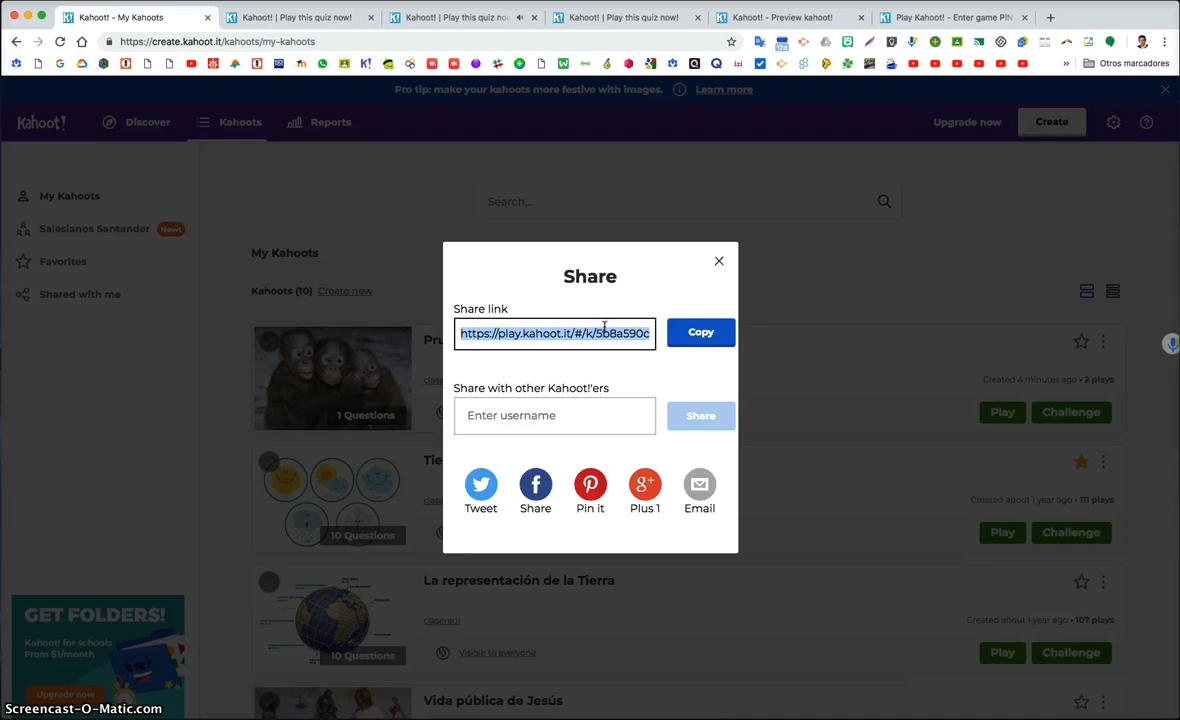 Kahoot! - My Kahoots
Kahoot! | Play this quiz now!
Kahoot! | Play this quiz now
Kahoot! | Play this quiz now!
Kahoot! - Preview kahoot!
Play Kahoot! - Enter game PIN
https://create.kahoot.it/kahoots/my-kahoots
Otros marcadores
Pro tip: make your kahoots more festive with images. Learn more
Kahoot!
Discover
Kahoots
Reports
Upgrade now
Create
My Kahoots
Salesianos Santander New!
Favorites
Shared with me
Search...
My Kahoots
Kahoots (10) Create new
Share
Share link
https://play.kahoot.it/#/k/5b8a590c
Copy
Share with other Kahoot!'ers
Enter username
Share
Tweet
Share
Pin it
Plus 1
Email
1 Questions
Created 4 minutes ago • 2 plays
Play
Challenge
10 Questions
Created about 1 year ago • 111 plays
Play
Challenge
La representación de la Tierra
Created about 1 year ago • 107 plays
10 Questions
Visible to everyone
Play
Challenge
Vida pública de Jesús
GET FOLDERS!
Kahoot! for schools
From $1/month
Upgrade now
Screencast-O-Matic.com